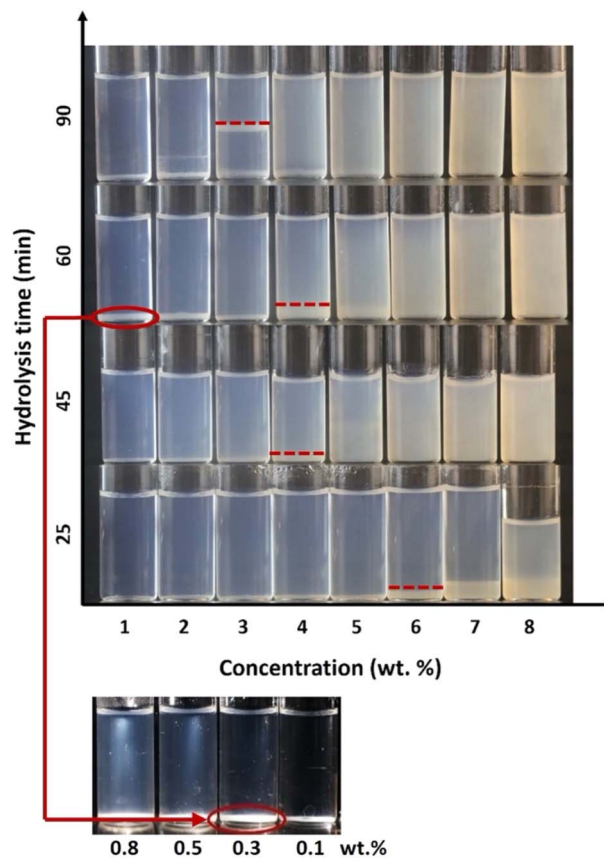 90
60
45
25
Hydrolysis time (min)
1 2 3 4 5 6 7 8
Concentration (wt. %)
0.8 0.5 0.3 0.1 wt.%